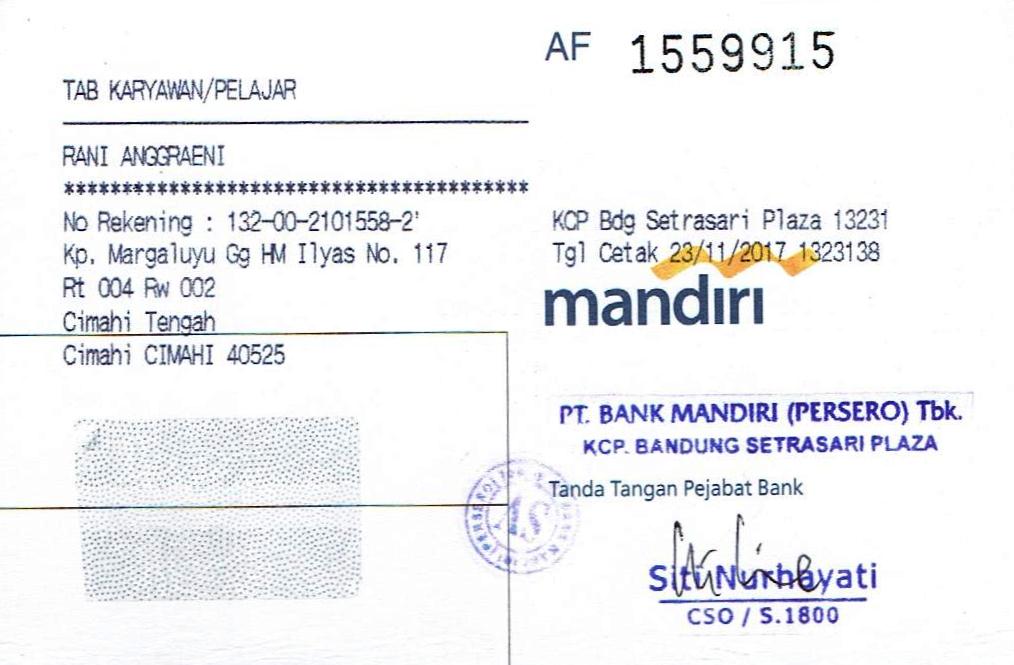 AF 1559915
TAB KARYAWAN/PELAJAR
RANI ANGGRAENI
****************************************
No Rekening : 132-00-2101558-2'
Kp. Margaluyu Gg HM Ilyas No. 117
Rt 004 Rw 002
Cimahi Tengah
Cimahi CIMAHI 40525
KCP Bdg Setrasari Plaza 13231
Tgl Cetak 23/11/2017 1323138
mandiri
PT. BANK MANDIRI (PERSERO) Tbk.
KCP. BANDUNG SETRASARI PLAZA
Tanda Tangan Pejabat Bank
Siti Nurhayati
CSO / S.1800